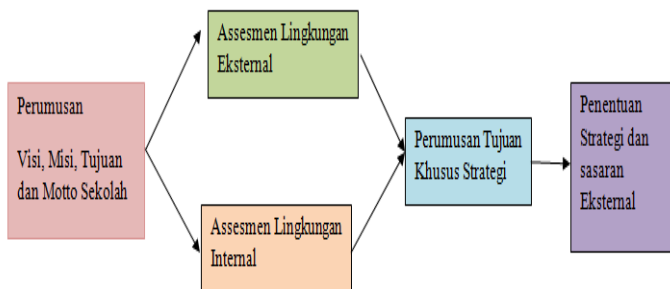 Perumusan
Visi, Misi, Tujuan
dan Motto Sekolah
Assesmen Lingkungan
Eksternal
Assesmen Lingkungan
Internal
Perumusan Tujuan
Khusus Strategi
Penentuan
Strategi dan
sasaran
Eksternal